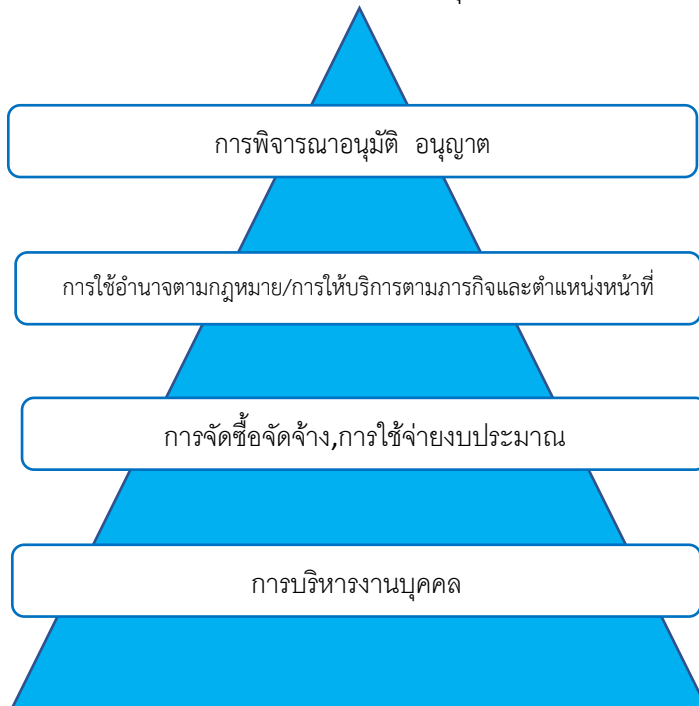 การพิจารณาอนุมัติ อนุญาต
การใช้อำนาจตามกฎหมาย/การให้บริการตามภารกิจและตำแหน่งหน้าที่
การจัดซื้อจัดจ้าง,การใช้จ่ายงบประมาณ
การบริหารงานบุคคล